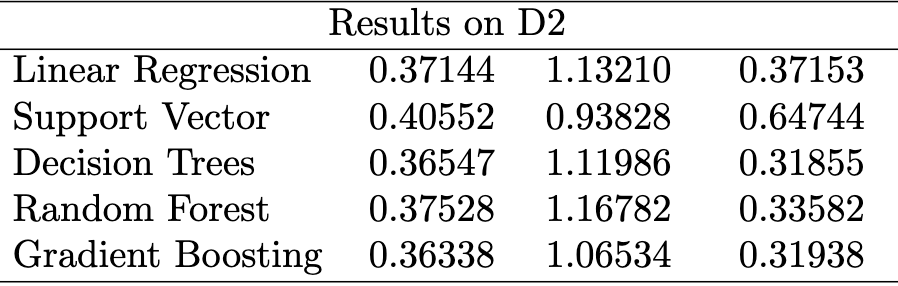 Results on D2
Linear Regression 0.37144 1.13210 0.37153
Support Vector 0.40552 0.93828 0.64744
Decision Trees 0.36547 1.11986 0.31855
Random Forest 0.37528 1.16782 0.33582
Gradient Boosting 0.36338 1.06534 0.31938